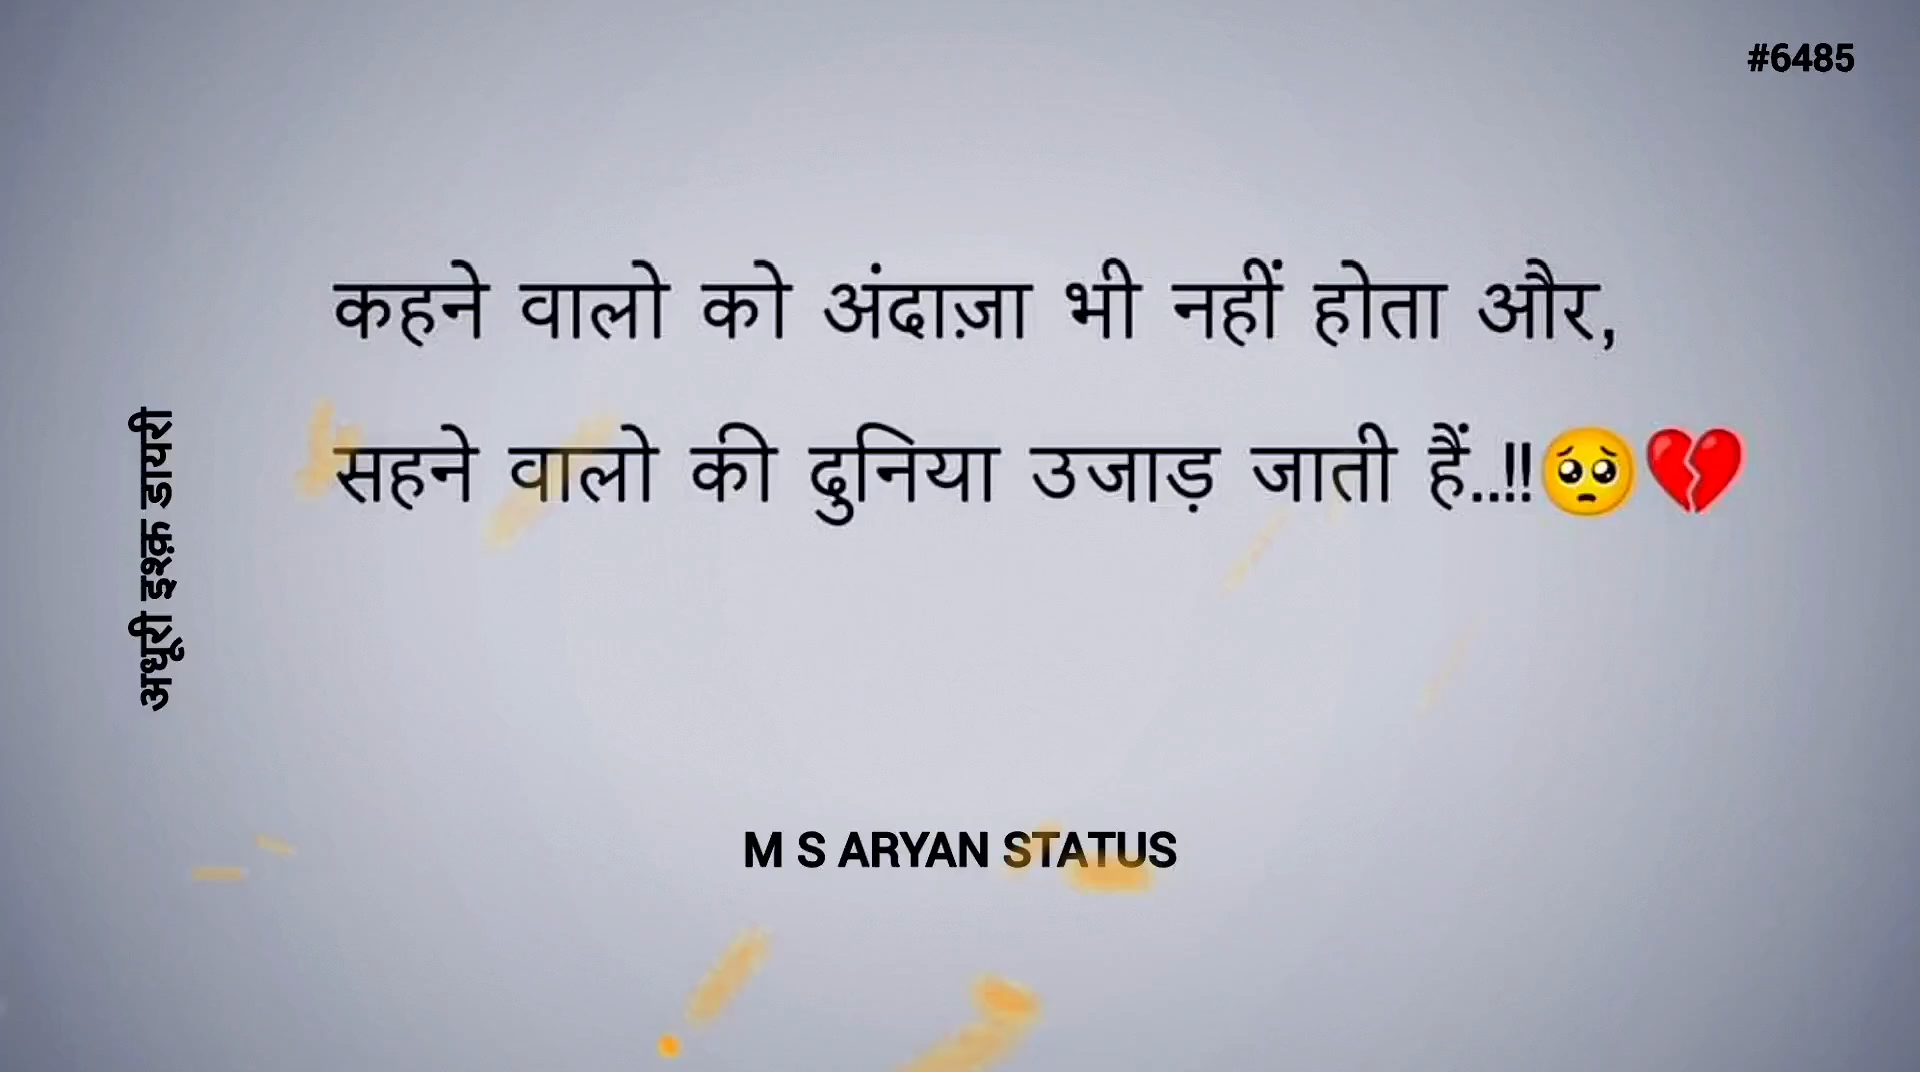 #6485
कहने वालो को अंदाज़ा भी नहीं होता और,
सहने वालो की दुनिया उजाड़ जाती हैं..!!🥺💔
अधूरी इश्क़ डायरी
M S ARYAN STATUS